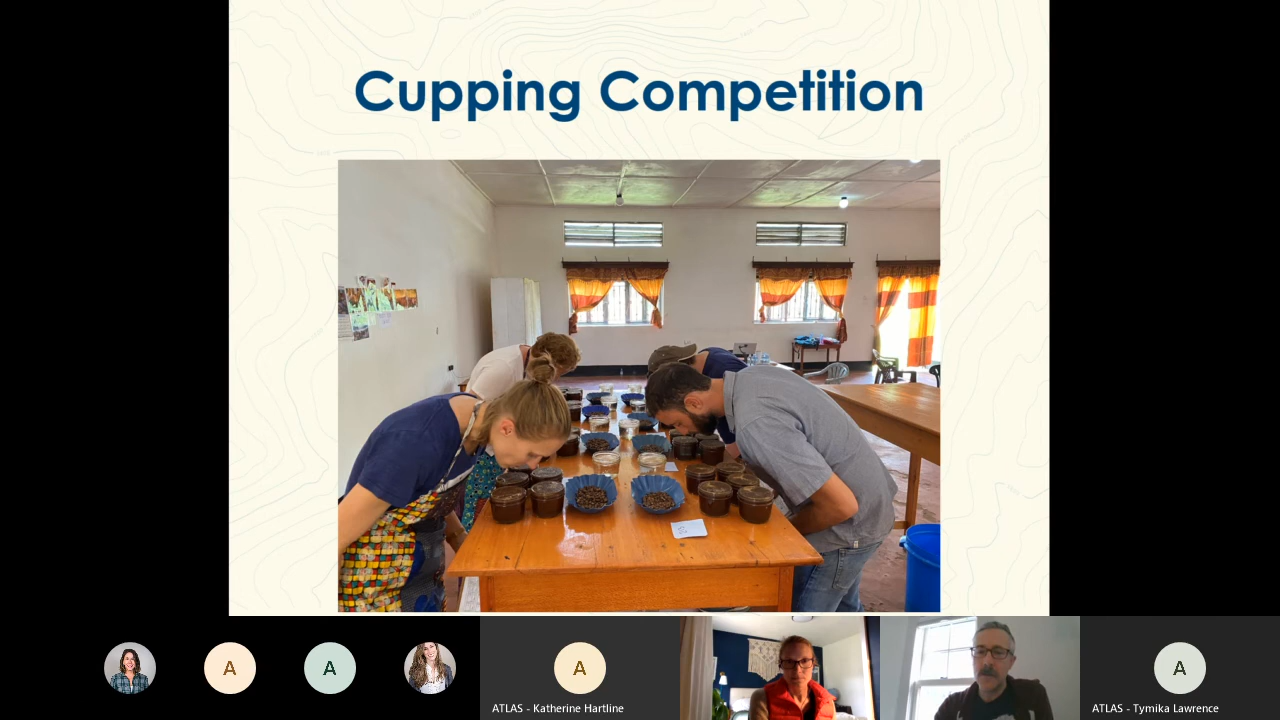 Cupping Competition
A
A
A
ATLAS - Katherine Hartline
A
ATLAS - Tymika Lawrence